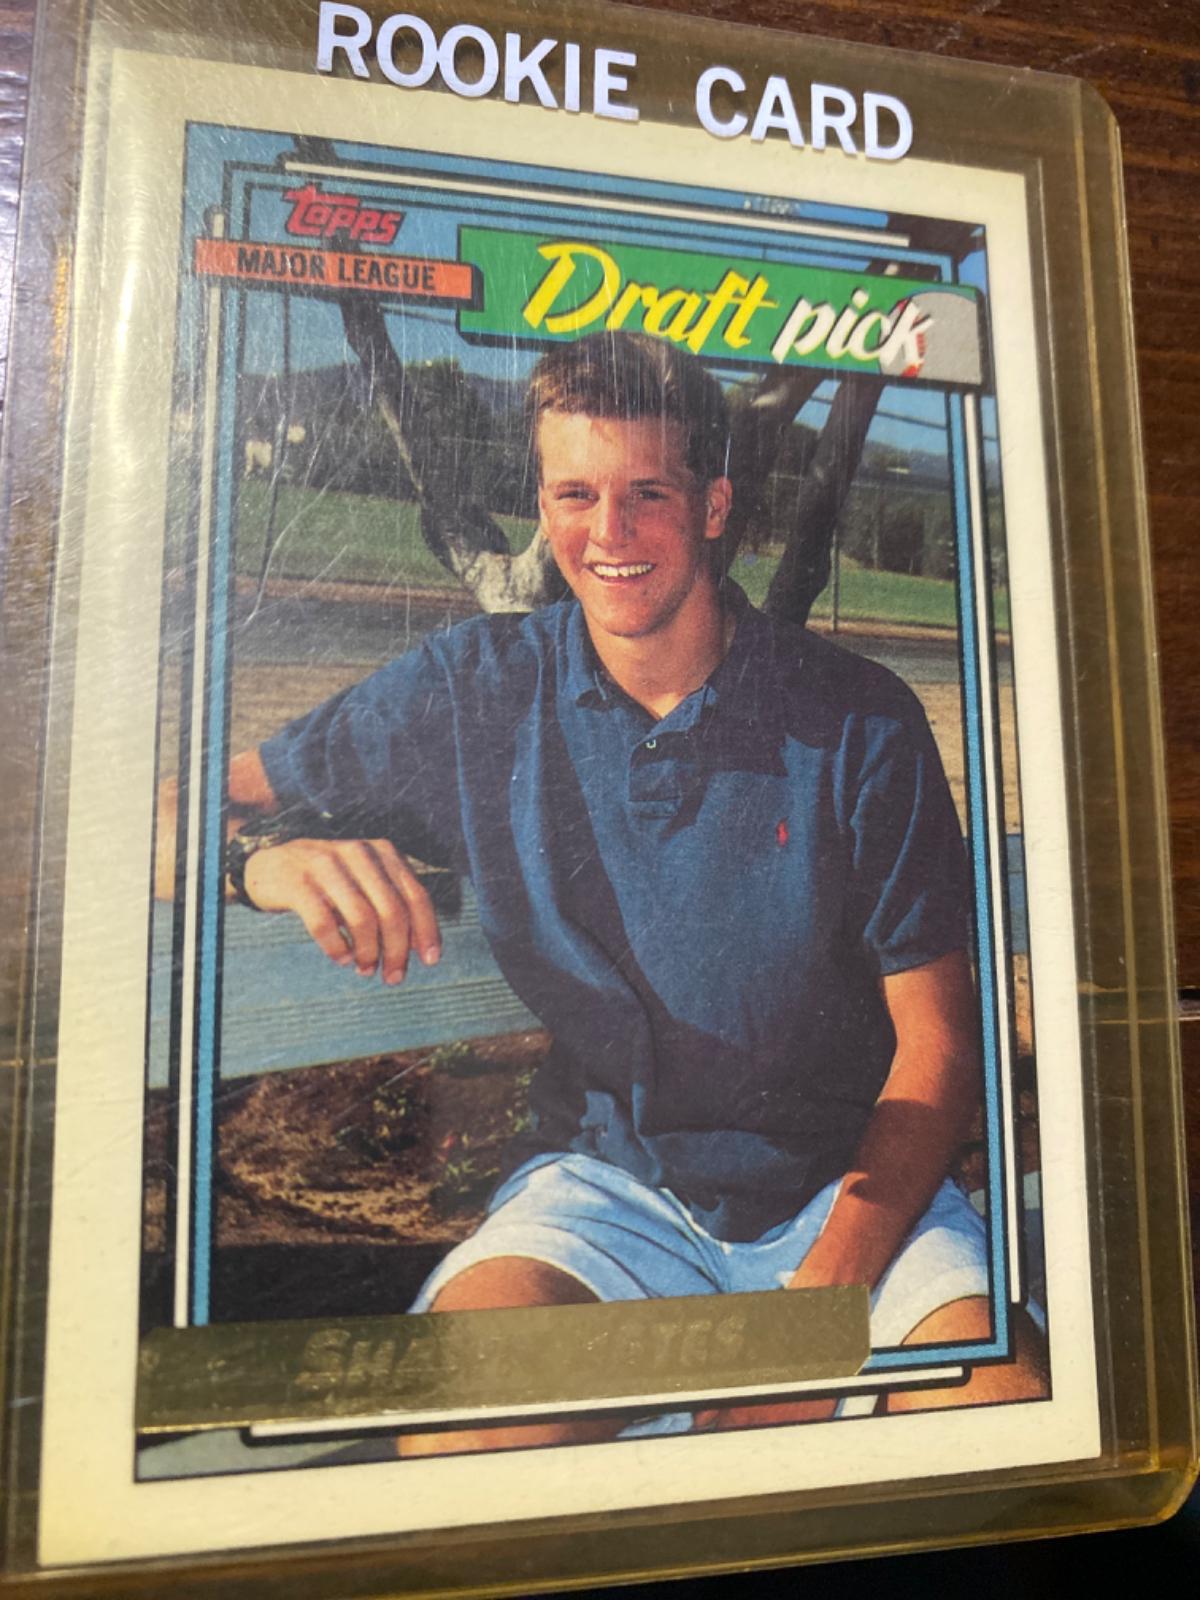 ROOKIE CARD
Topps
MAJOR LEAGUE
Draft pick